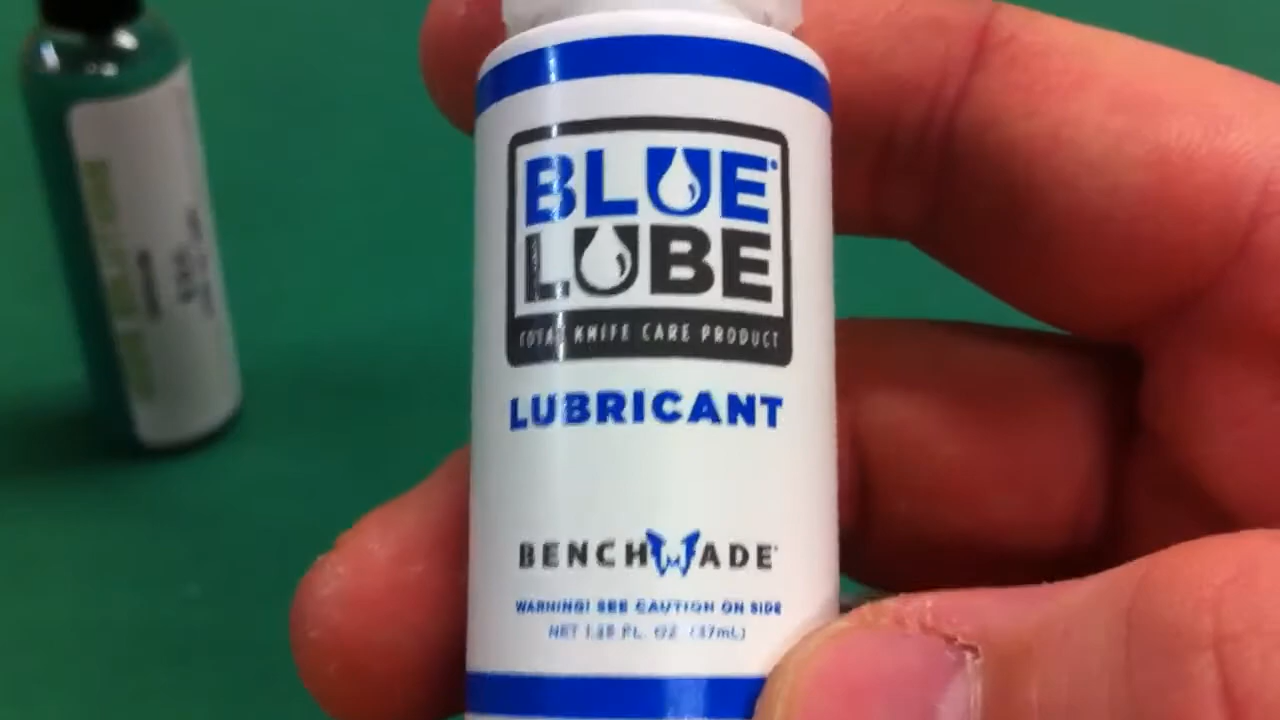 BLUE
LUBE
TOTAL KNIFE CARE PRODUCT
LUBRICANT
BENCHMADE
WARNING! SEE CAUTION ON SIDE
NET 1.25 FL. OZ. (37mL)